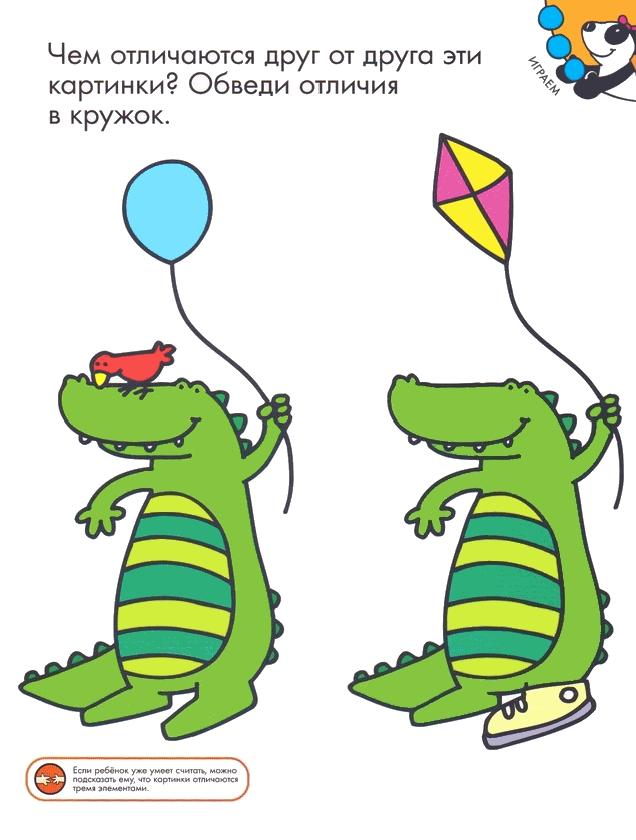 Чем отличаются друг от друга эти
картинки? Обведи отличия
в кружок.
ИГРАЕМ
Если ребёнок уже умеет считать, можно
подсказать ему, что картинки отличаются
тремя элементами.